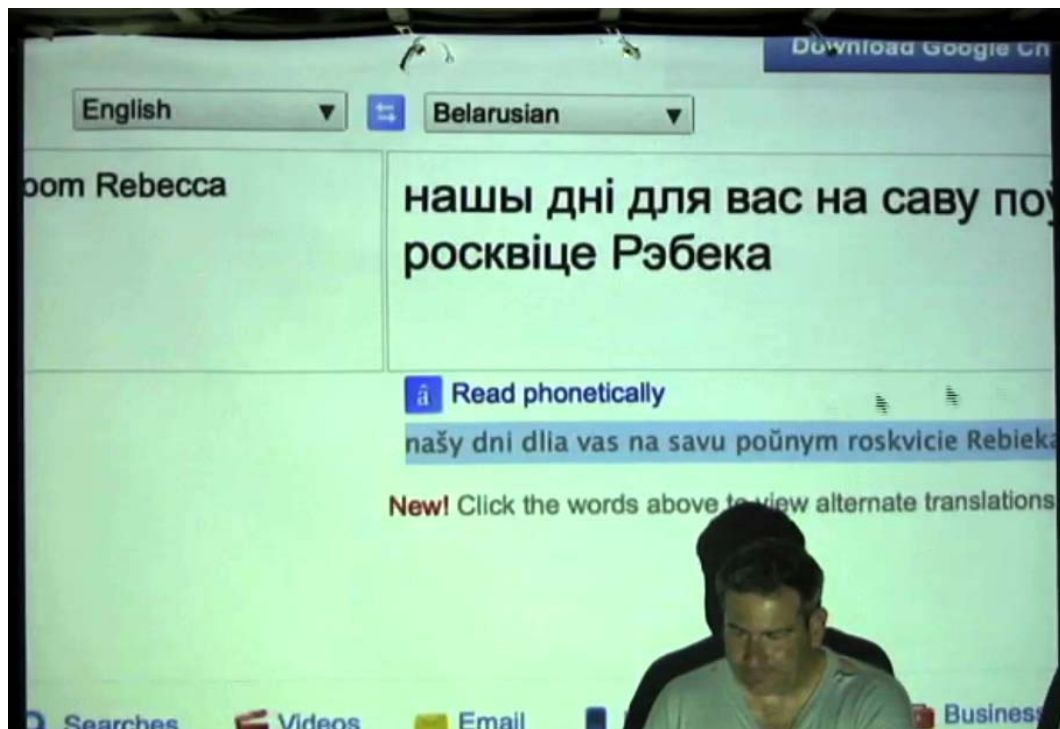 Download Google Ch
English
Belarusian
oom Rebecca
нашы дні для вас на саву поў
росквіце Рэбека
â Read phonetically
našy dni dlia vas na savu poŭnym roskvicie Rebieka
New! Click the words above to view alternate translations
Searches
Videos
Email
Business